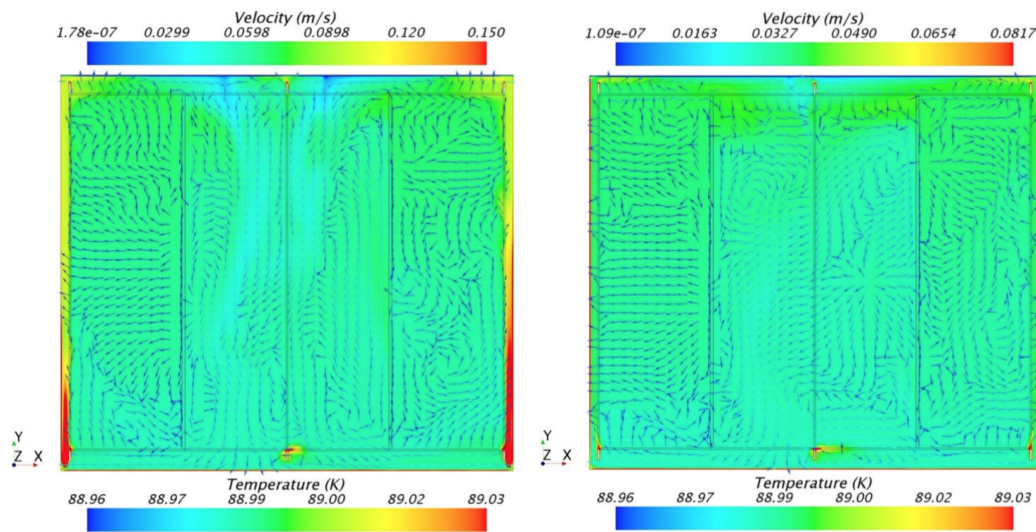 Velocity (m/s)
1.78e-07 0.0299 0.0598 0.0898 0.120 0.150
Y
Z X
Temperature (K)
88.96 88.97 88.99 89.00 89.02 89.03
Velocity (m/s)
1.09e-07 0.0163 0.0327 0.0490 0.0654 0.0817
Y
Z X
Temperature (K)
88.96 88.97 88.99 89.00 89.02 89.03